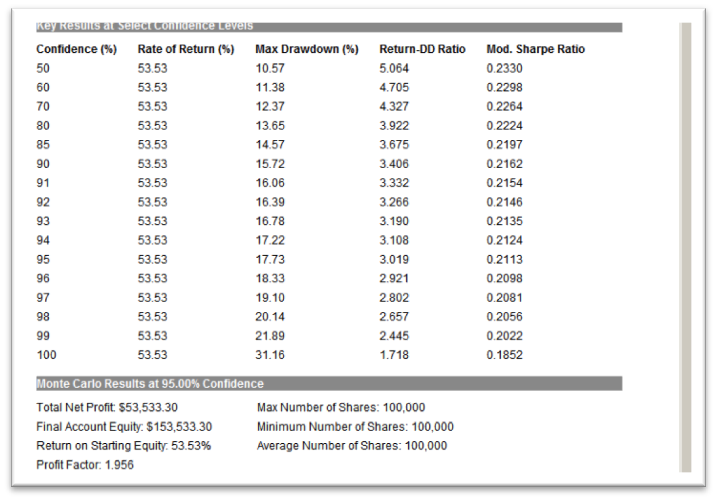 Key Results at Select Confidence Levels
Confidence (%) Rate of Return (%) Max Drawdown (%) Return-DD Ratio Mod. Sharpe Ratio
50 53.53 10.57 5.064 0.2330
60 53.53 11.38 4.705 0.2298
70 53.53 12.37 4.327 0.2264
80 53.53 13.65 3.922 0.2224
85 53.53 14.57 3.675 0.2197
90 53.53 15.72 3.406 0.2162
91 53.53 16.06 3.332 0.2154
92 53.53 16.39 3.266 0.2146
93 53.53 16.78 3.190 0.2135
94 53.53 17.22 3.108 0.2124
95 53.53 17.73 3.019 0.2113
96 53.53 18.33 2.921 0.2098
97 53.53 19.10 2.802 0.2081
98 53.53 20.14 2.657 0.2056
99 53.53 21.89 2.445 0.2022
100 53.53 31.16 1.718 0.1852
Monte Carlo Results at 95.00% Confidence
Total Net Profit: $53,533.30 Max Number of Shares: 100,000
Final Account Equity: $153,533.30 Minimum Number of Shares: 100,000
Return on Starting Equity: 53.53% Average Number of Shares: 100,000
Profit Factor: 1.956